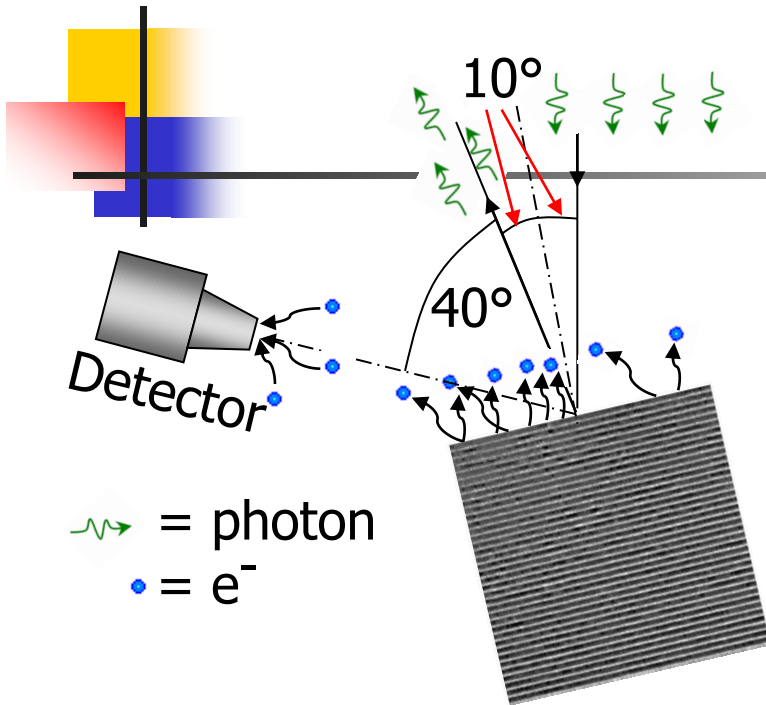 10°
40°
Detector
= photon
= e⁻